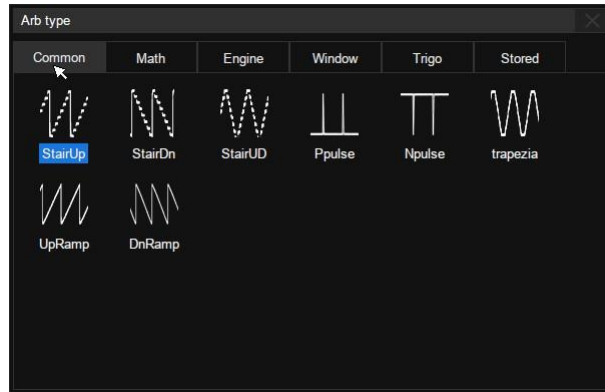 Arb type
Common Math Engine Window Trigo Stored
StairUp StairDn StairUD Ppulse Npulse trapezia
UpRamp DnRamp